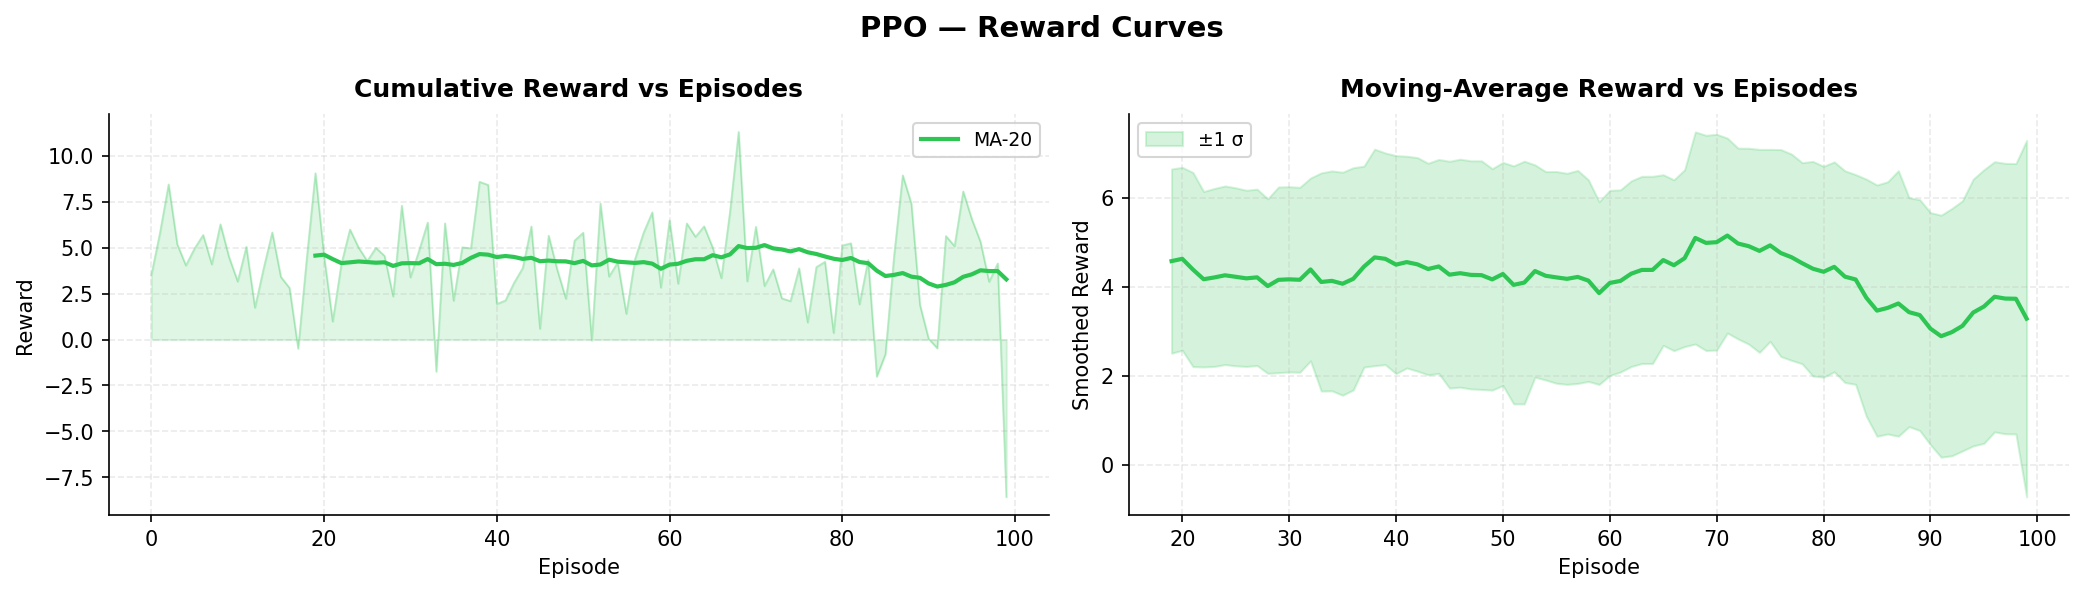 PPO — Reward Curves
Cumulative Reward vs Episodes
MA-20
Reward
10.0
7.5
5.0
2.5
0.0
−2.5
−5.0
−7.5
0 20 40 60 80 100
Episode
Moving-Average Reward vs Episodes
±1 σ
Smoothed Reward
6
4
2
0
20 30 40 50 60 70 80 90 100
Episode